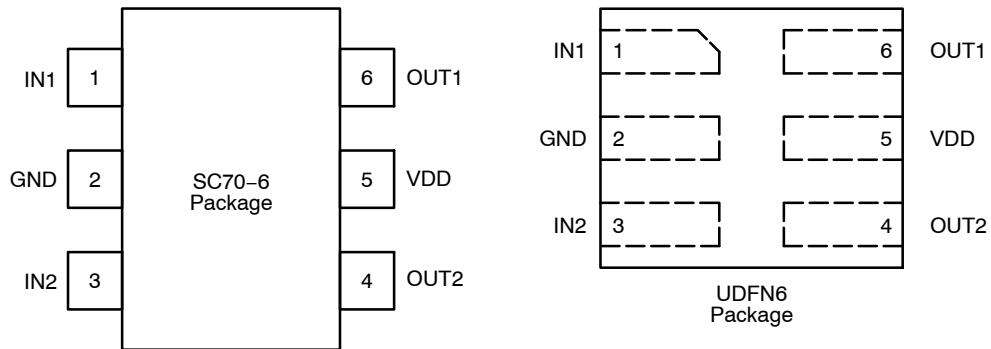 IN1 1 6 OUT1
GND 2 5 VDD
IN2 3 4 OUT2
SC70–6
Package
IN1 1 6 OUT1
GND 2 5 VDD
IN2 3 4 OUT2
UDFN6
Package